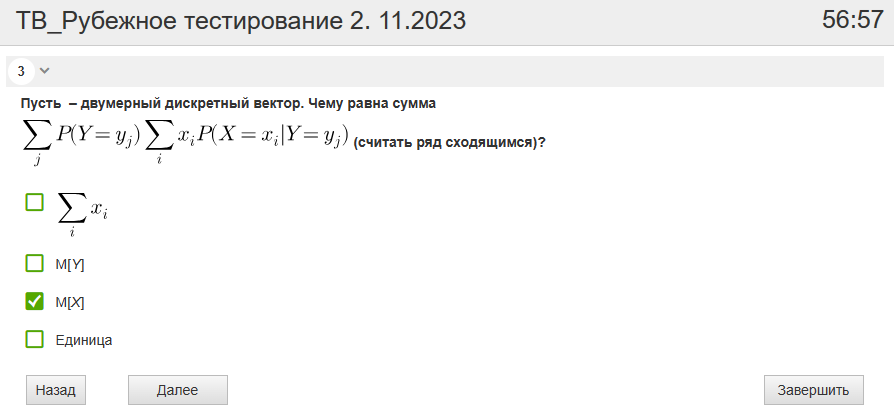 ТВ_Рубежное тестирование 2. 11.2023 56:57
3
Пусть – двумерный дискретный вектор. Чему равна сумма
∑_j P(Y = y_j) ∑_i x_i P(X = x_i|Y = y_j) (считать ряд сходящимся)?
∑_i x_i
M[Y]
M[X]
Единица
Назад Далее Завершить